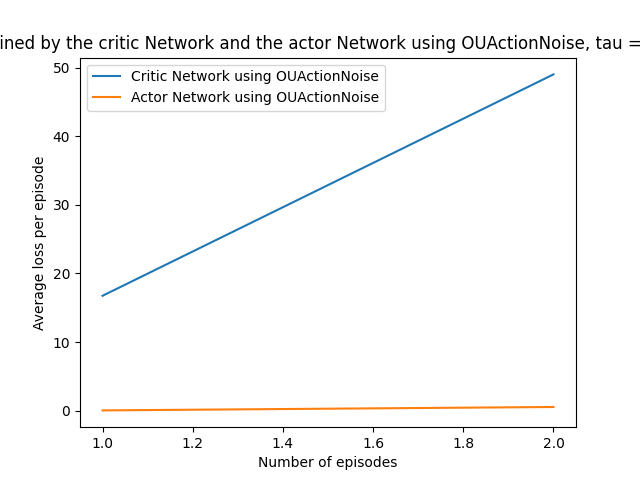 ined by the critic Network and the actor Network using OUActionNoise, tau =
Critic Network using OUActionNoise
Actor Network using OUActionNoise
50
40
30
20
10
0
Average loss per episode
1.0 1.2 1.4 1.6 1.8 2.0
Number of episodes